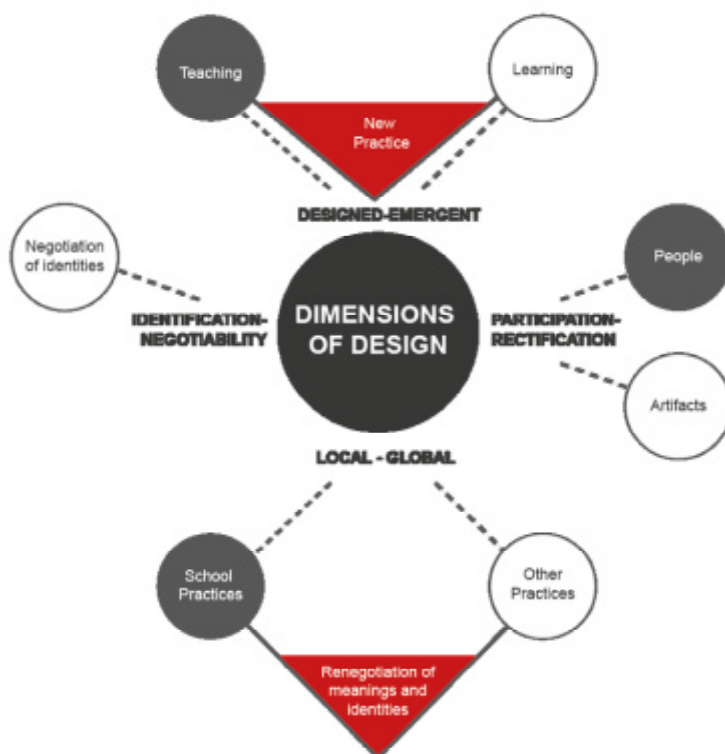 Teaching
Learning
New
Practice
DESIGNED-EMERGENT
Negotiation
of identities
People
IDENTIFICATION-
NEGOTIABILITY
DIMENSIONS
OF DESIGN
PARTICIPATION-
RECTIFICATION
Artifacts
LOCAL - GLOBAL
School
Practices
Other
Practices
Renegotiation of
meanings and
identities